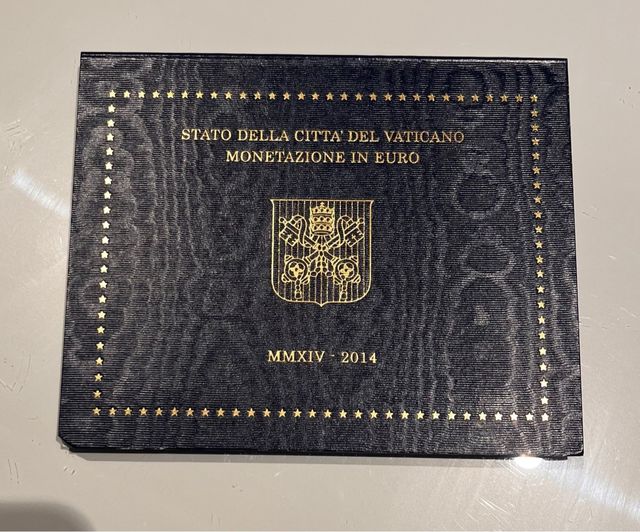 STATO DELLA CITTA' DEL VATICANO
MONETAZIONE IN EURO
MMXIV - 2014